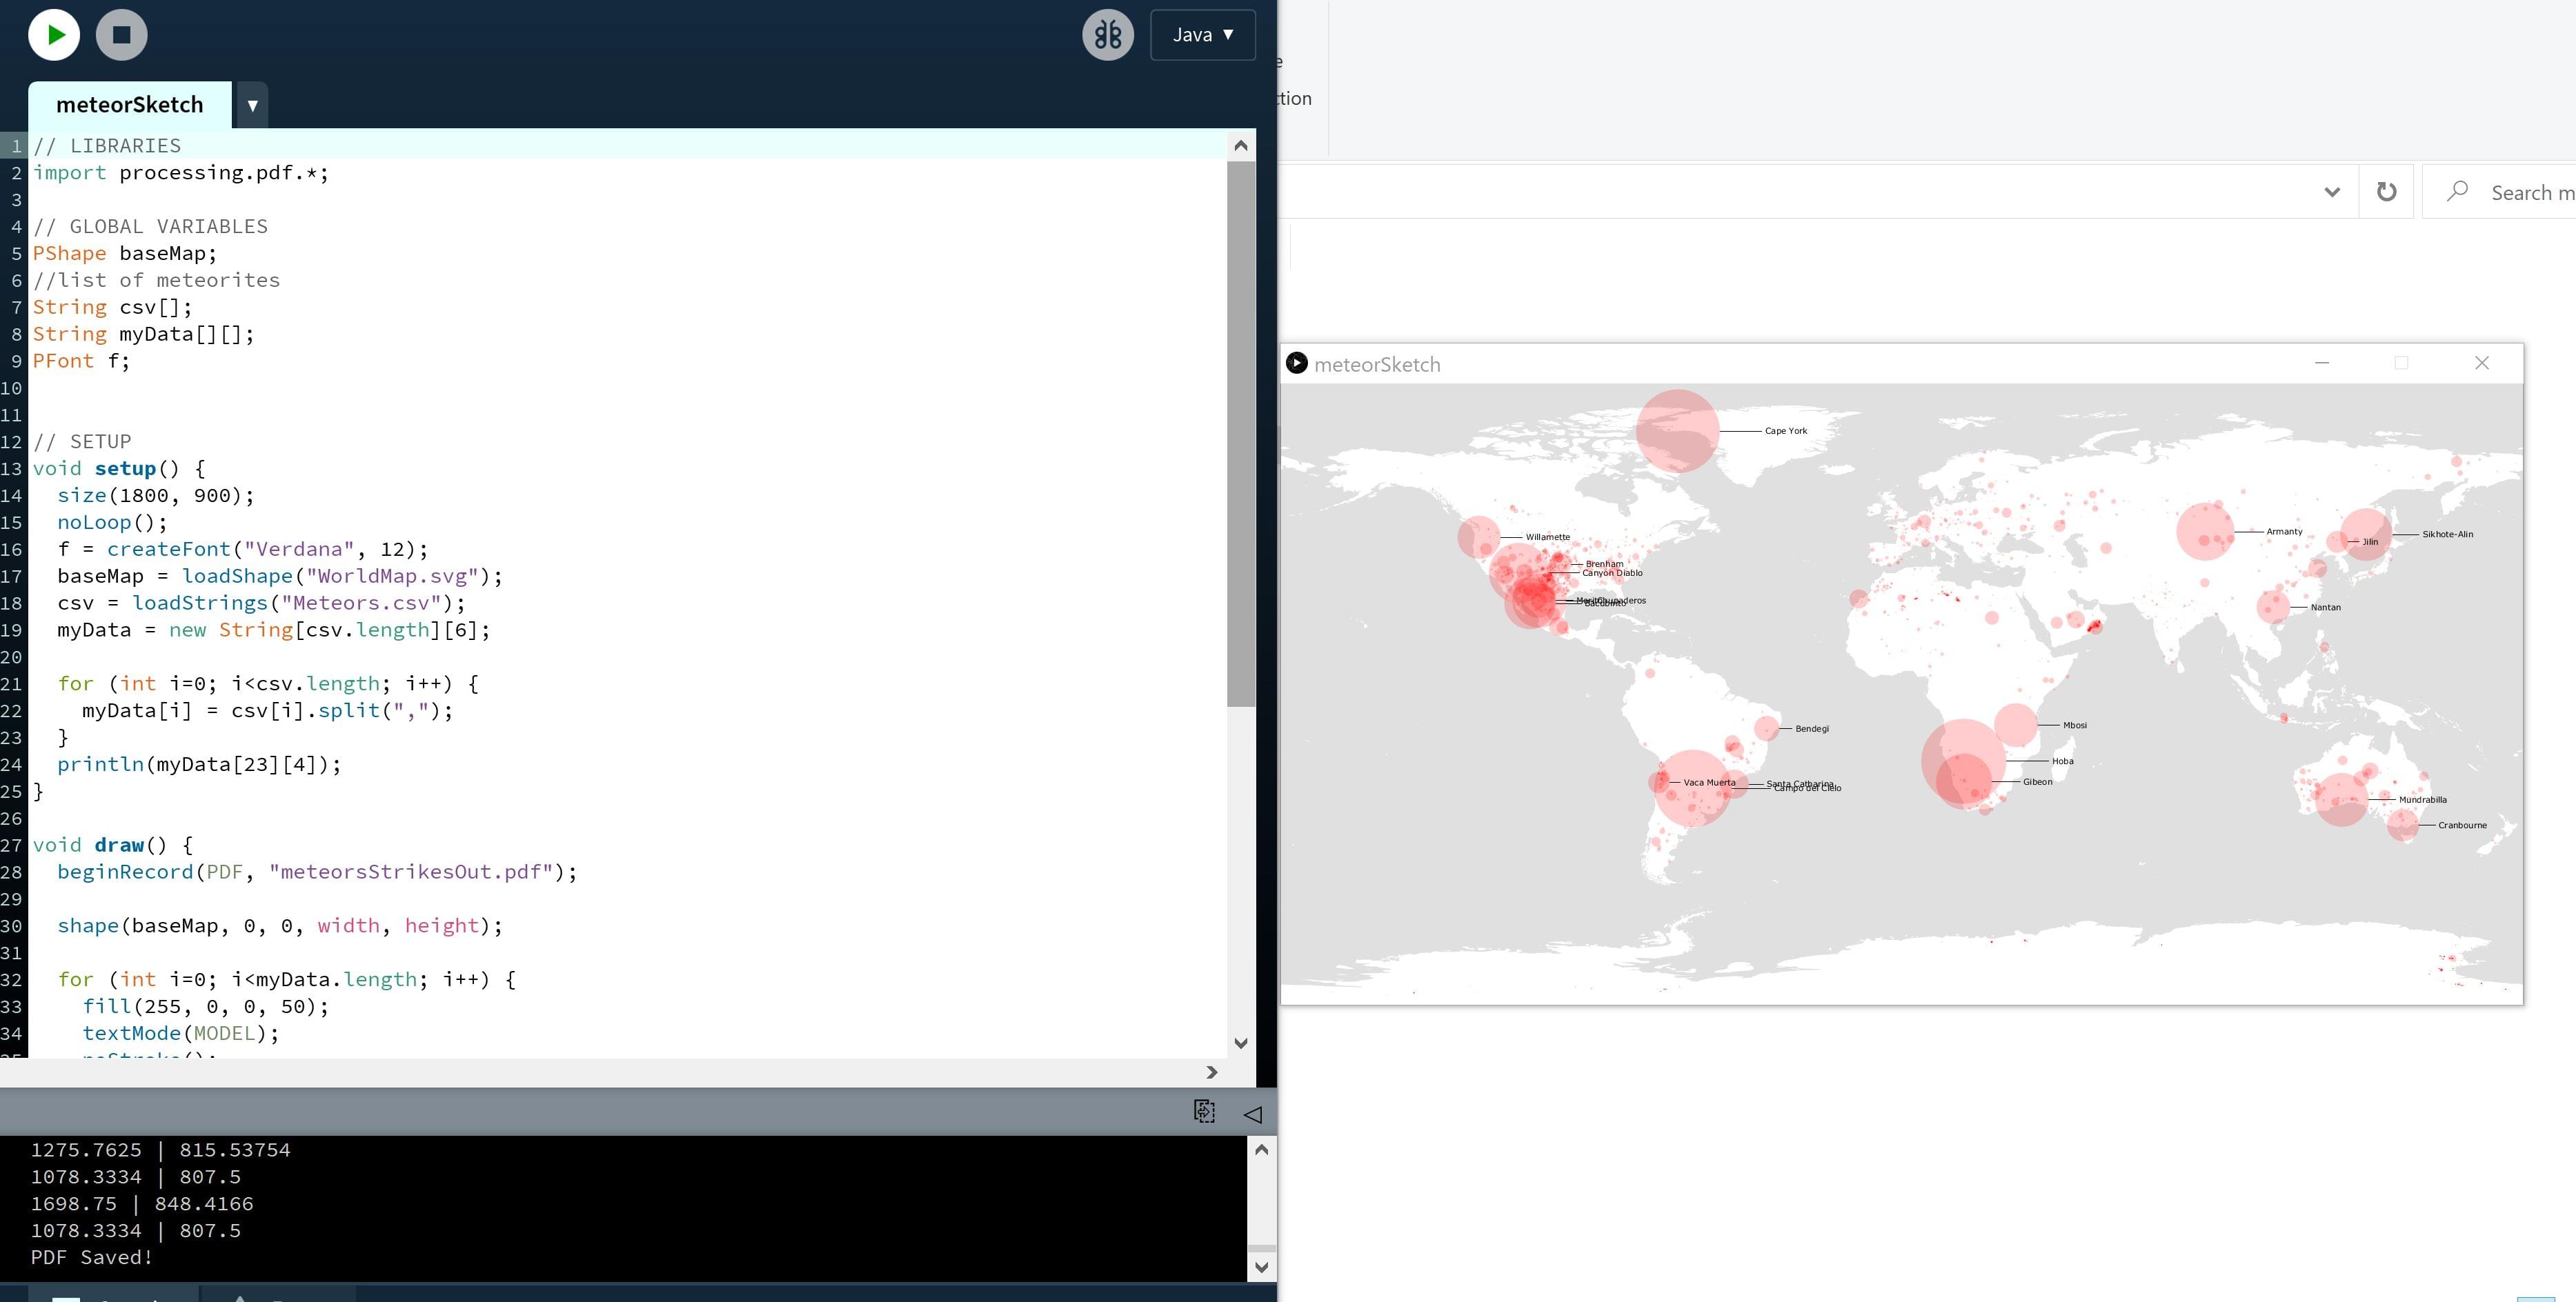 Java ▼
meteorSketch ▼
1 // LIBRARIES
2 import processing.pdf.*;
3
4 // GLOBAL VARIABLES
5 PShape baseMap;
6 //list of meteorites
7 String csv[];
8 String myData[][];
9 PFont f;
10
11
12 // SETUP
13 void setup() {
14 size(1800, 900);
15 noLoop();
16 f = createFont("Verdana", 12);
17 baseMap = loadShape("WorldMap.svg");
18 csv = loadStrings("Meteors.csv");
19 myData = new String[csv.length][6];
20
21 for (int i=0; i<csv.length; i++) {
22 myData[i] = csv[i].split(",");
23 }
24 println(myData[23][4]);
25 }
26
27 void draw() {
28 beginRecord(PDF, "meteorsStrikesOut.pdf");
29
30 shape(baseMap, 0, 0, width, height);
31
32 for (int i=0; i<myData.length; i++) {
33 fill(255, 0, 0, 50);
34 textMode(MODEL);
1275.7625 | 815.53754
1078.3334 | 807.5
1698.75 | 848.4166
1078.3334 | 807.5
PDF Saved!
ction
Search m
meteorSketch
Cape York
Willamette
Armanty
Sikhote-Alin
Jilin
Brenham
Canyon Diablo
Nantan
Mbosi
Bendegi
Hoba
Vaca Muerta
Santa Catharina
Campo del Cielo
Gibeon
Mundrabilla
Cranbourne